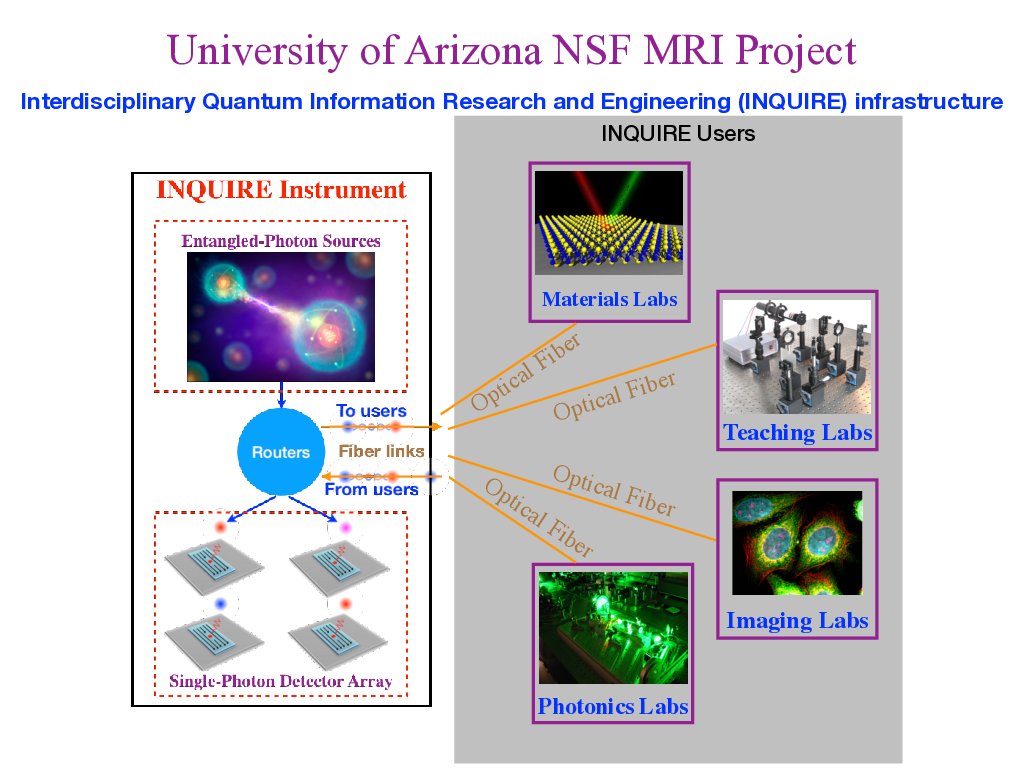 University of Arizona NSF MRI Project
Interdisciplinary Quantum Information Research and Engineering (INQUIRE) infrastructure
INQUIRE Users
INQUIRE Instrument
Entangled-Photon Sources
Materials Labs
Optical Fiber
Optical Fiber
To users
Teaching Labs
Routers
Fiber links
From users
Optical Fiber
Optical Fiber
Imaging Labs
Single-Photon Detector Array
Photonics Labs